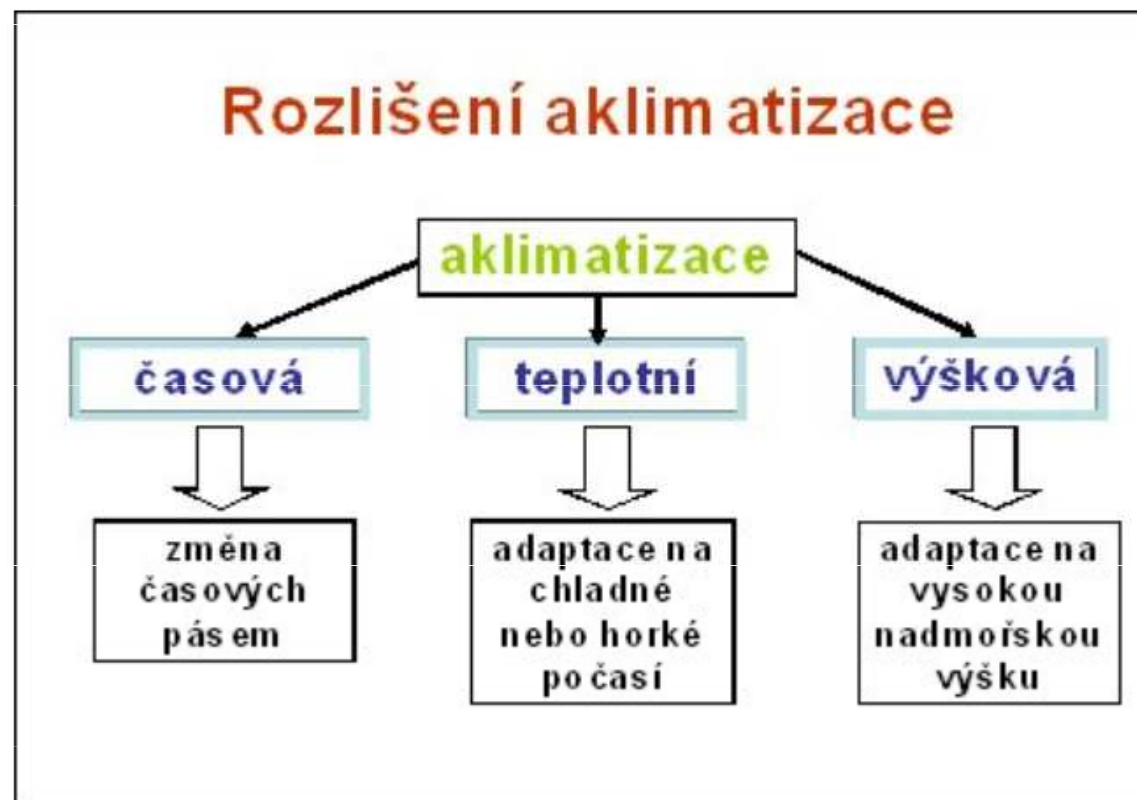 Rozlišení aklimatizace
aklimatizace
časová
teplotní
výšková
změna
časových
pásem
adaptace na
chladné
nebo horké
počasí
adaptace na
vysokou
nadmořskou
výšku